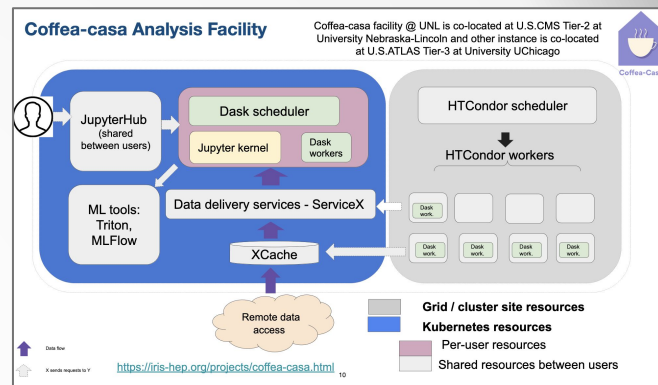 Coffea-casa Analysis Facility
Coffea-casa facility @ UNL is co-located at U.S.CMS Tier-2 at
University Nebraska-Lincoln and other instance is co-located
at U.S.ATLAS Tier-3 at University UChicago
Coffea-Casa
JupyterHub
(shared
between users)
Dask scheduler
Jupyter kernel
Dask
workers
HTCondor scheduler
HTCondor workers
ML tools:
Triton,
MLFlow
Data delivery services - ServiceX
XCache
Dask
work.
Dask
work.
Dask
work.
Dask
work.
Dask
work.
Remote data
access
Grid / cluster site resources
Kubernetes resources
Per-user resources
Shared resources between users
Data flow
X sends requests to Y
https://iris-hep.org/projects/coffea-casa.html
10